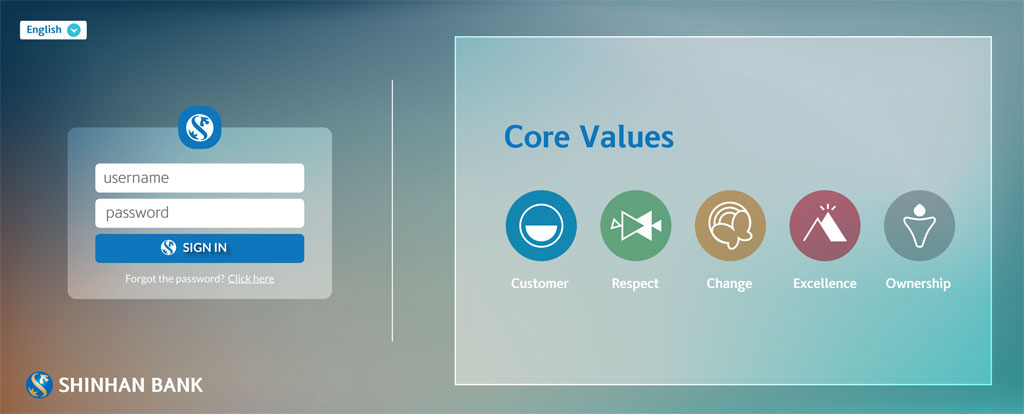 English
username
password
SIGN IN
Forgot the password? Click here
SHINHAN BANK
Core Values
Customer
Respect
Change
Excellence
Ownership